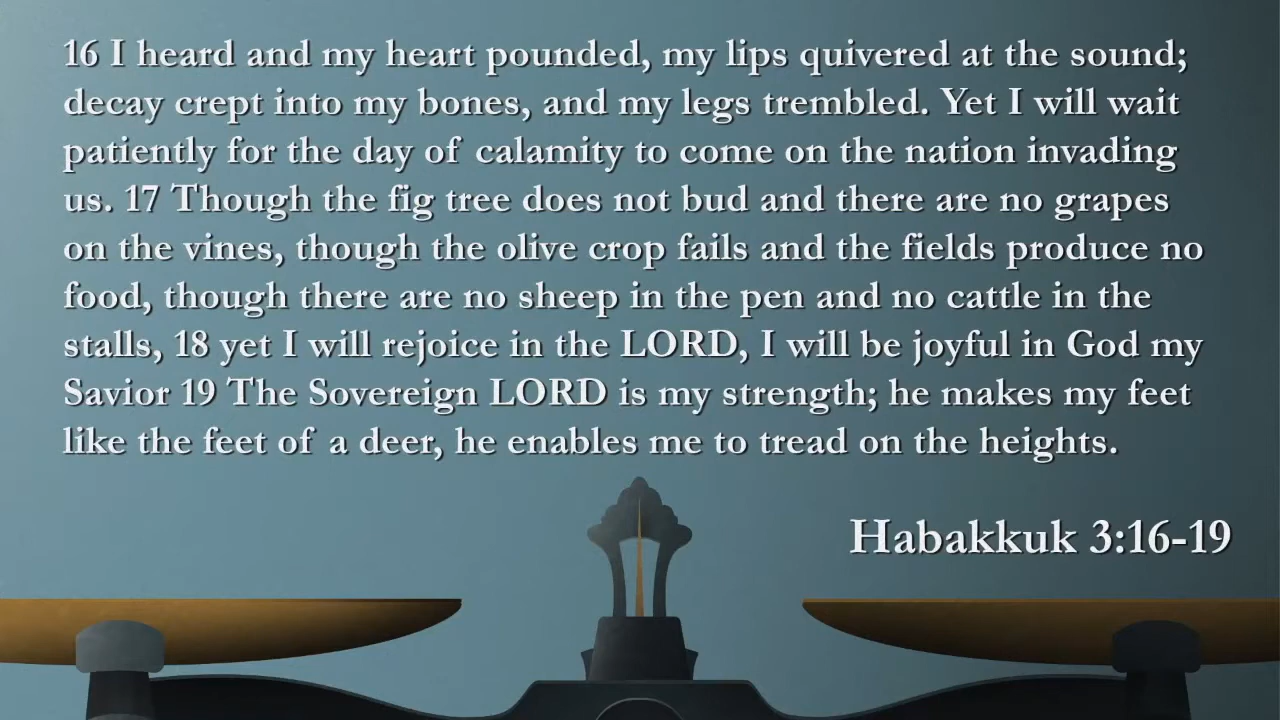 16 I heard and my heart pounded, my lips quivered at the sound;
decay crept into my bones, and my legs trembled. Yet I will wait
patiently for the day of calamity to come on the nation invading
us. 17 Though the fig tree does not bud and there are no grapes
on the vines, though the olive crop fails and the fields produce no
food, though there are no sheep in the pen and no cattle in the
stalls, 18 yet I will rejoice in the LORD, I will be joyful in God my
Savior 19 The Sovereign LORD is my strength; he makes my feet
like the feet of a deer, he enables me to tread on the heights.
Habakkuk 3:16-19